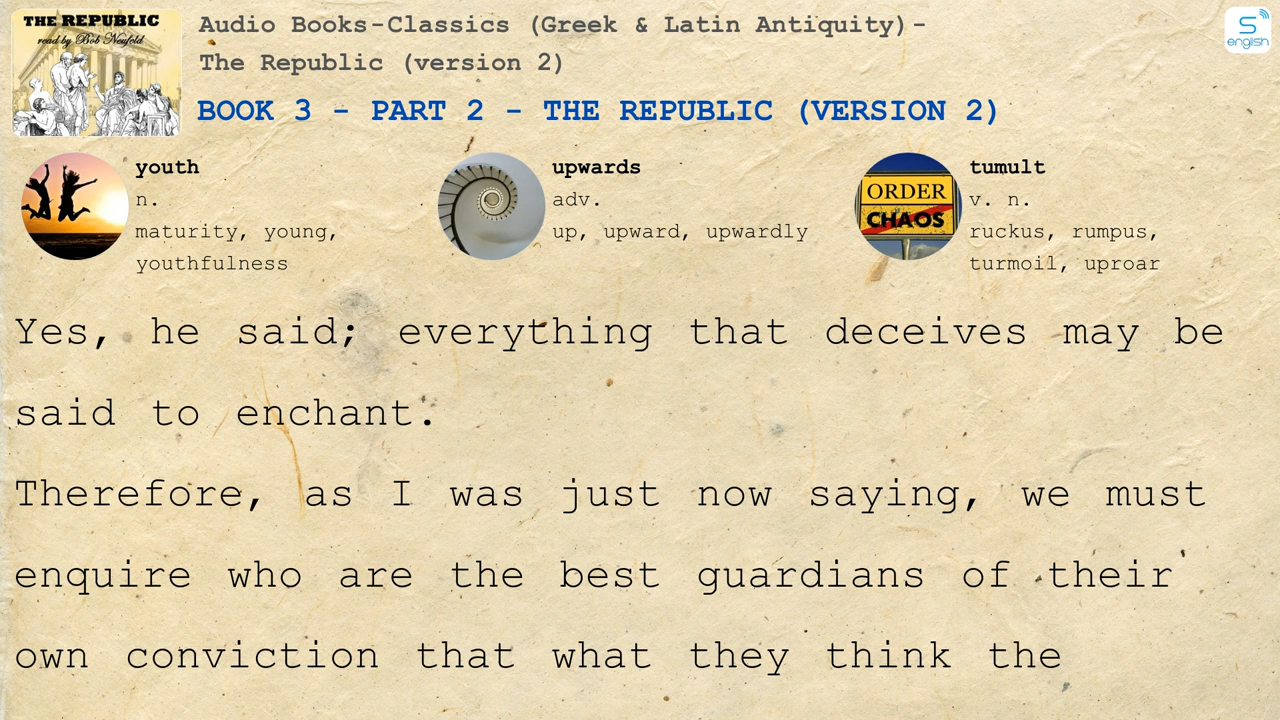 THE REPUBLIC
read by Bob Neufeld
Audio Books-Classics (Greek & Latin Antiquity)-
The Republic (version 2)
BOOK 3 - PART 2 - THE REPUBLIC (VERSION 2)
S
english
youth
n.
maturity, young,
youthfulness
upwards
adv.
up, upward, upwardly
ORDER
CHAOS
tumult
v. n.
ruckus, rumpus,
turmoil, uproar
Yes, he said; everything that deceives may be
said to enchant.
Therefore, as I was just now saying, we must
enquire who are the best guardians of their
own conviction that what they think the